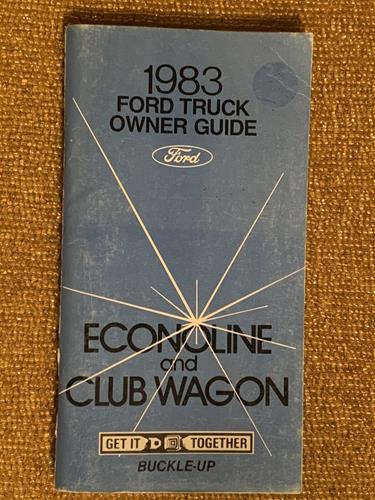 1983
FORD TRUCK
OWNER GUIDE
Ford
ECONOLINE
and
CLUB WAGON
GET IT TOGETHER
BUCKLE-UP